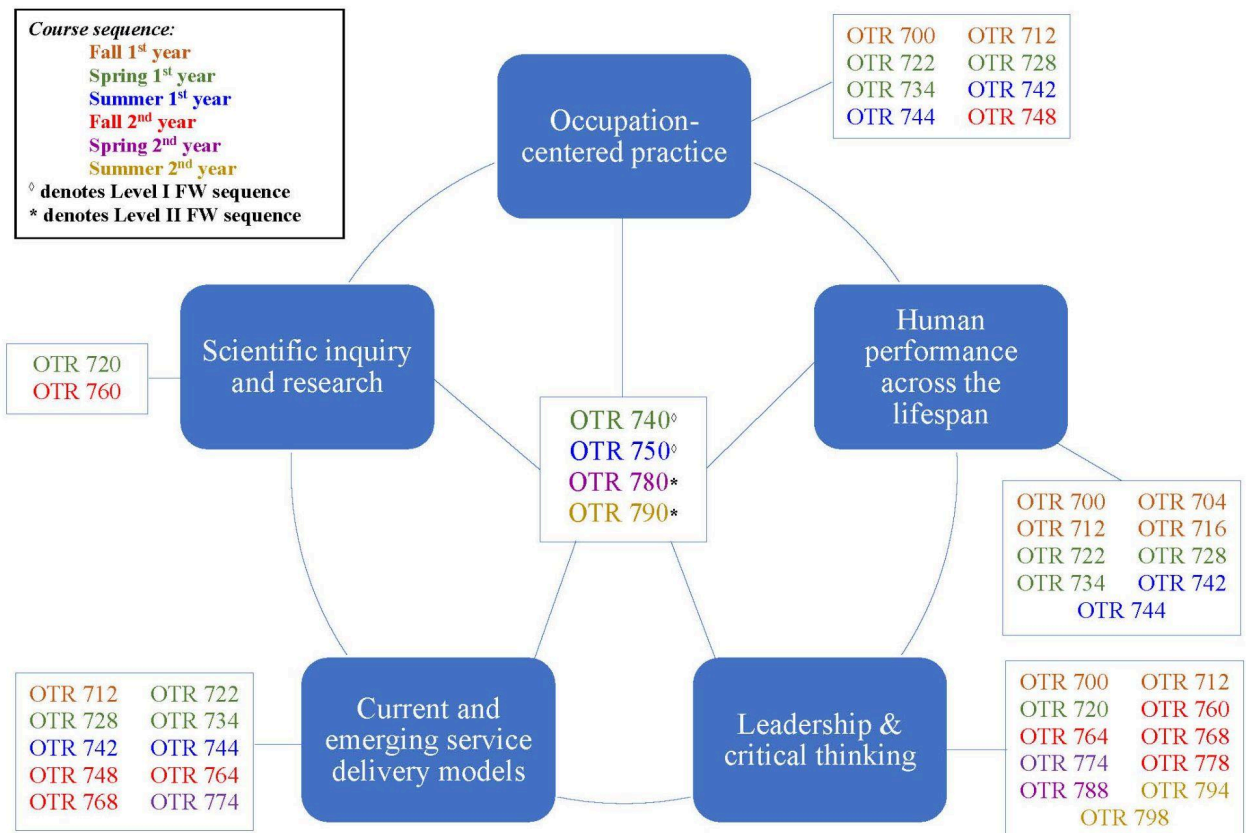 Course sequence:
Fall 1st year
Spring 1st year
Summer 1st year
Fall 2nd year
Spring 2nd year
Summer 2nd year
◊ denotes Level I FW sequence
* denotes Level II FW sequence
Occupation-
centered practice
OTR 700 OTR 712
OTR 722 OTR 728
OTR 734 OTR 742
OTR 744 OTR 748
Scientific inquiry
and research
OTR 720
OTR 760
Human
performance
across the
lifespan
OTR 740◊
OTR 750◊
OTR 780*
OTR 790*
OTR 700 OTR 704
OTR 712 OTR 716
OTR 722 OTR 728
OTR 734 OTR 742
OTR 744
Current and
emerging service
delivery models
OTR 712 OTR 722
OTR 728 OTR 734
OTR 742 OTR 744
OTR 748 OTR 764
OTR 768 OTR 774
Leadership &
critical thinking
OTR 700 OTR 712
OTR 720 OTR 760
OTR 764 OTR 768
OTR 774 OTR 778
OTR 788 OTR 794
OTR 798